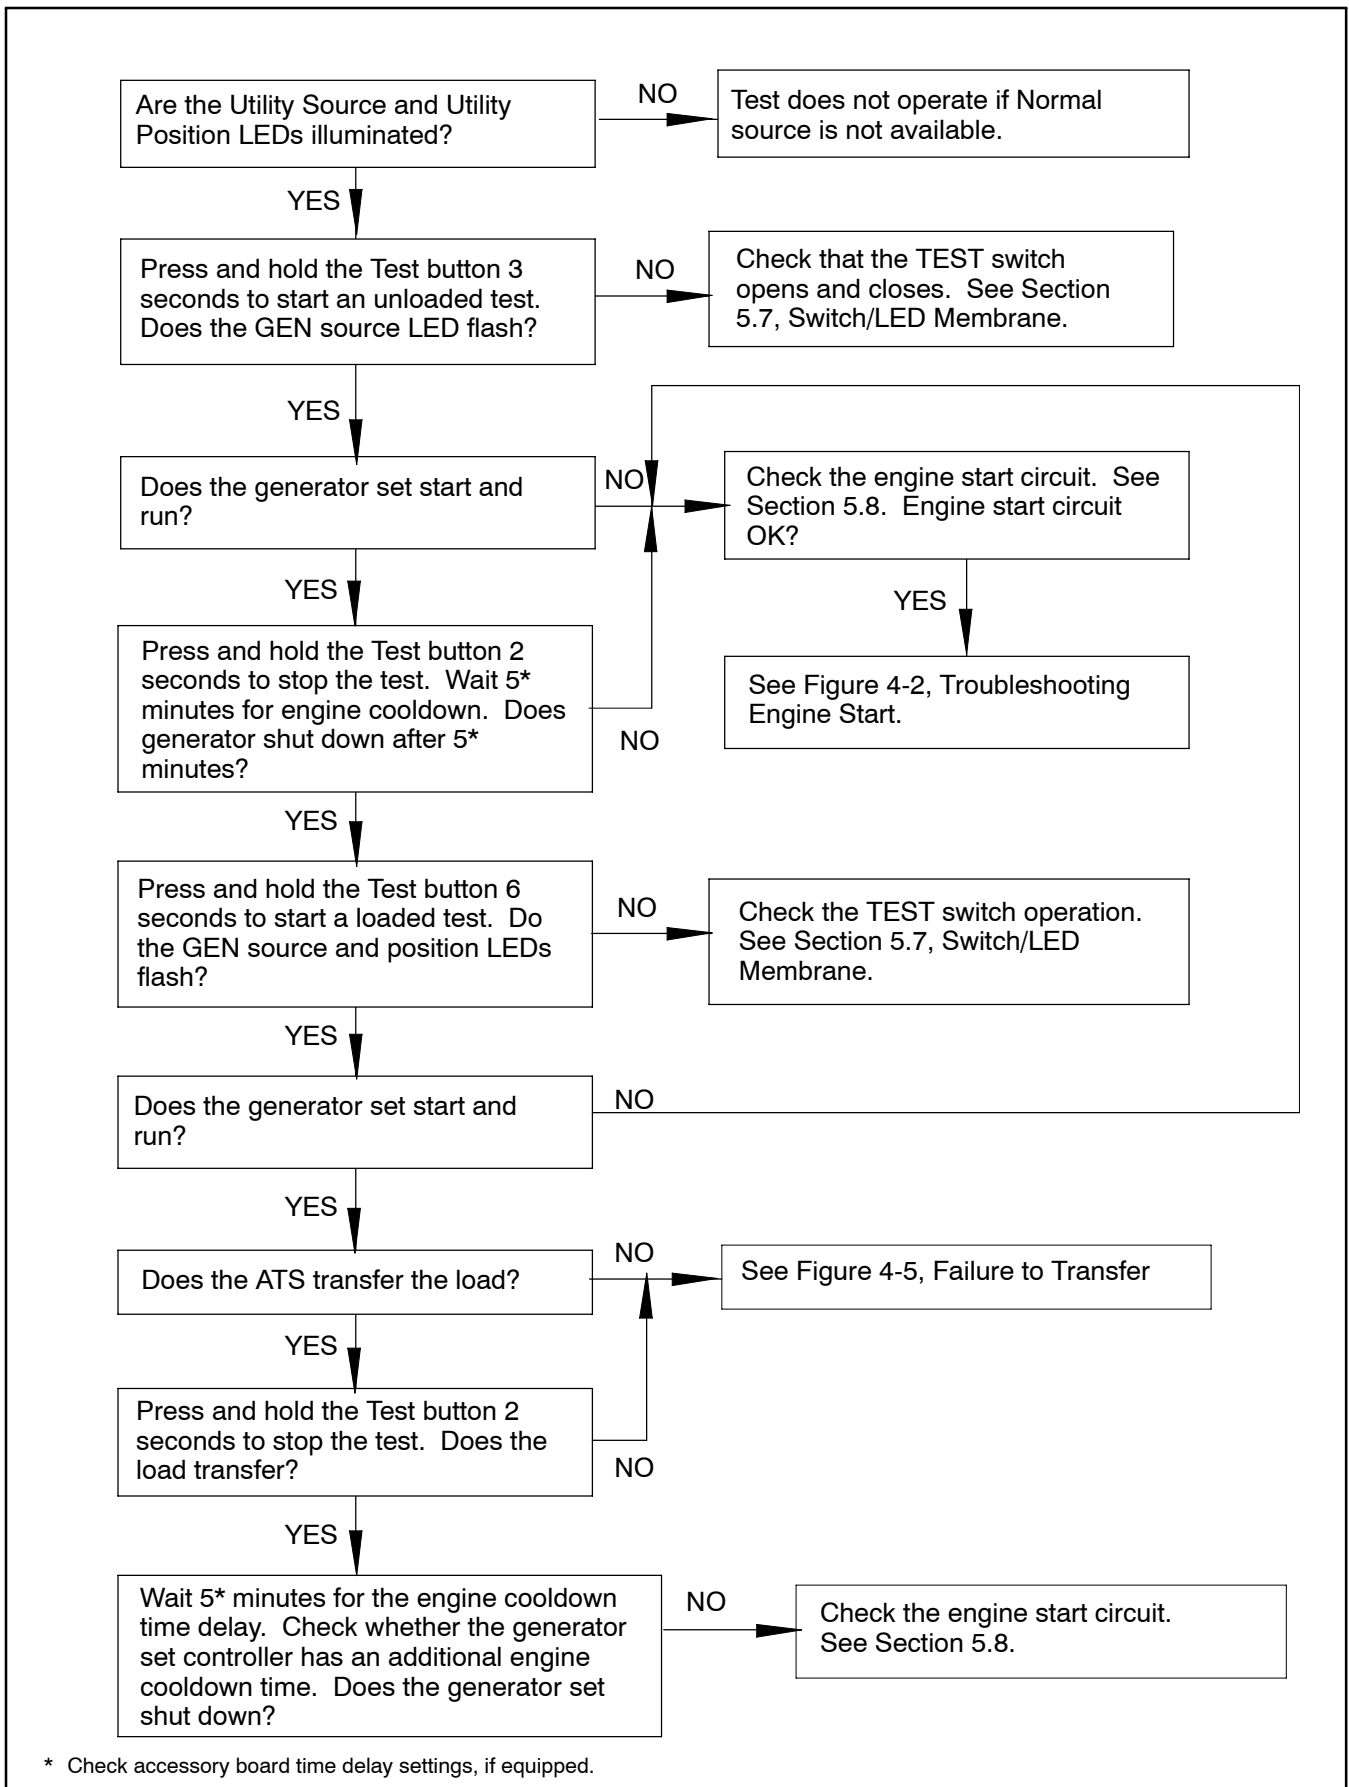 Are the Utility Source and Utility
Position LEDs illuminated?
NO
Test does not operate if Normal
source is not available.
YES
Press and hold the Test button 3
seconds to start an unloaded test.
Does the GEN source LED flash?
NO
Check that the TEST switch
opens and closes. See Section
5.7, Switch/LED Membrane.
YES
Does the generator set start and
run?
NO
Check the engine start circuit. See
Section 5.8. Engine start circuit
OK?
YES
See Figure 4-2, Troubleshooting
Engine Start.
YES
Press and hold the Test button 2
seconds to stop the test. Wait 5*
minutes for engine cooldown. Does
generator shut down after 5*
minutes?
NO
YES
Press and hold the Test button 6
seconds to start a loaded test. Do
the GEN source and position LEDs
flash?
NO
Check the TEST switch operation.
See Section 5.7, Switch/LED
Membrane.
YES
Does the generator set start and
run?
NO
YES
Does the ATS transfer the load?
NO
See Figure 4-5, Failure to Transfer
YES
Press and hold the Test button 2
seconds to stop the test. Does the
load transfer?
NO
YES
Wait 5* minutes for the engine cooldown
time delay. Check whether the generator
set controller has an additional engine
cooldown time. Does the generator set
shut down?
NO
Check the engine start circuit.
See Section 5.8.
* Check accessory board time delay settings, if equipped.